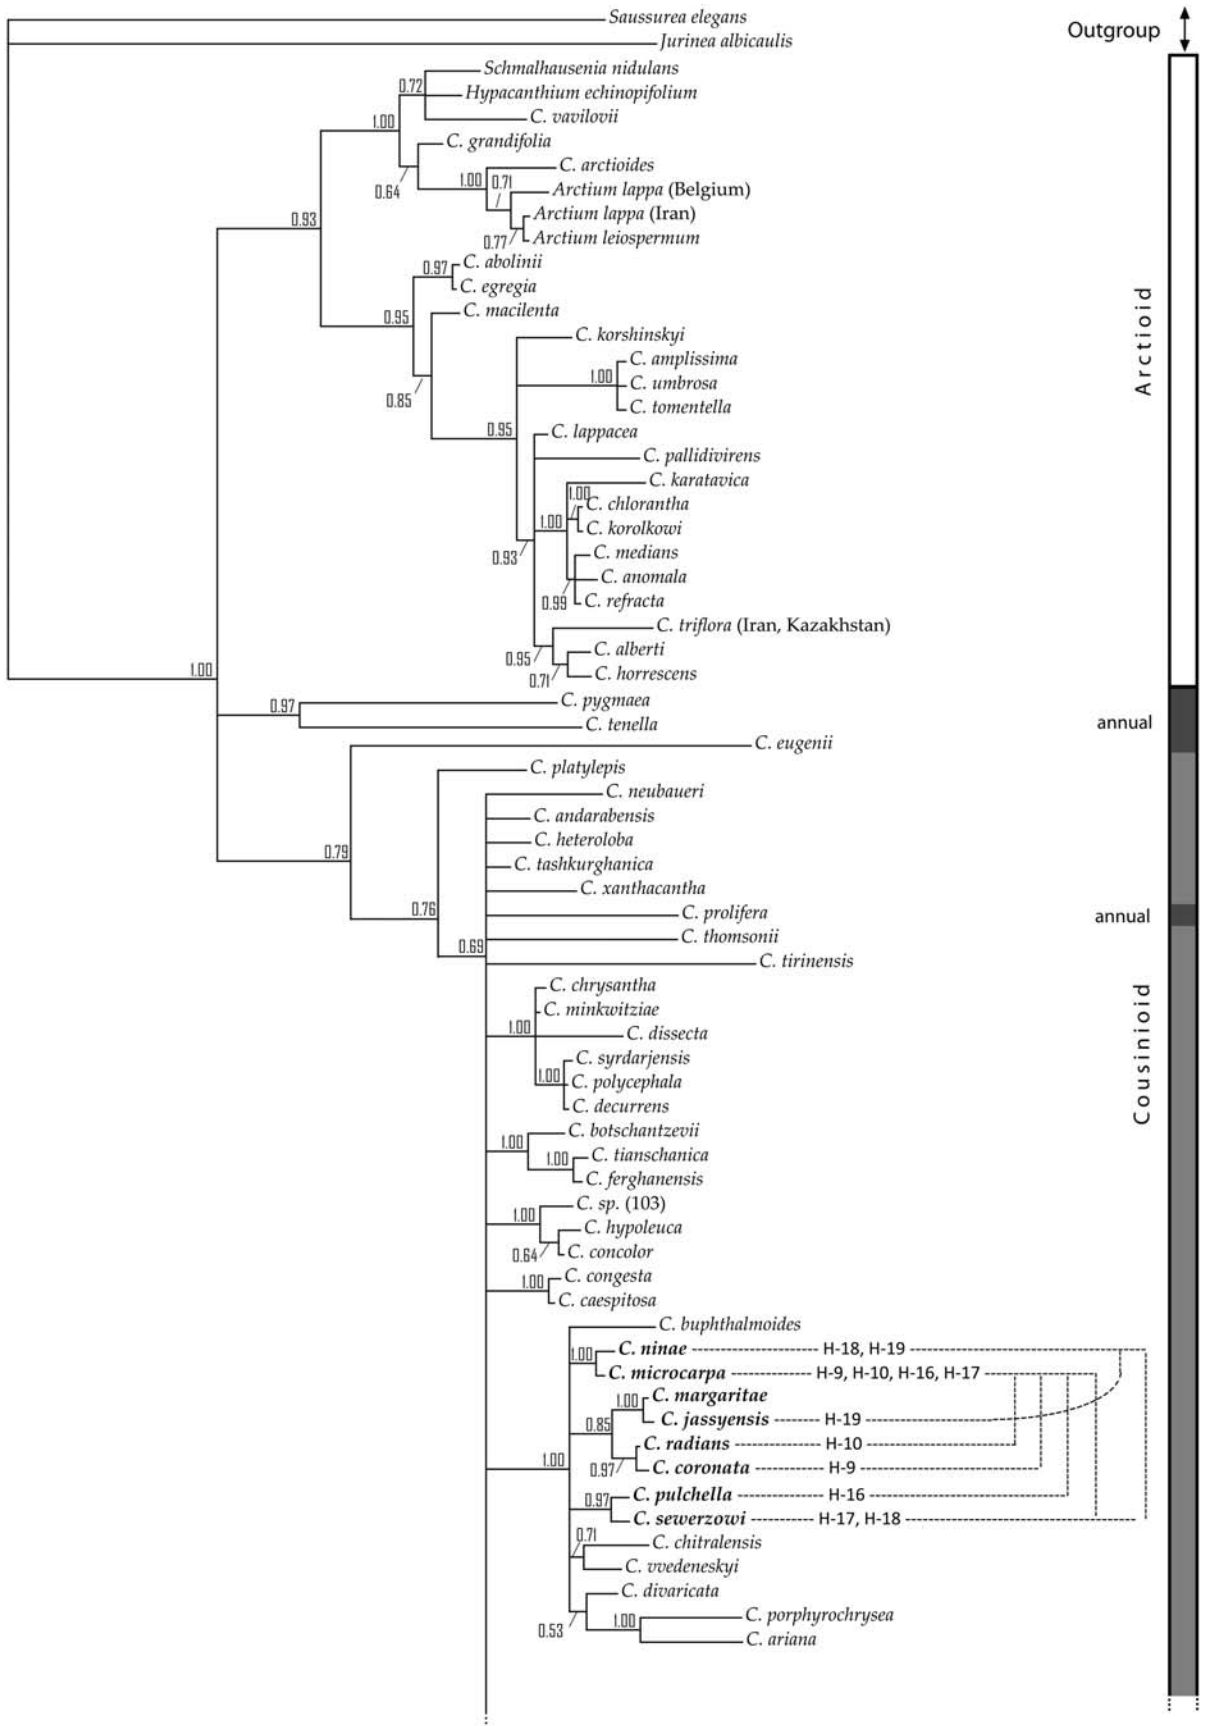 Saussurea elegans
Outgroup
Jurinea albicaulis
Schmalhausenia nidulans
0.72
Hypacanthium echinopifolium
C. vavilovii
1.00
C. grandifolia
C. arctioides
0.64
1.00
0.71
Arctium lappa (Belgium)
Arctium lappa (Iran)
0.93
0.77
Arctium leiospermum
C. abolinii
0.97
C. egregia
C. macilenta
0.95
Arctioid
C. korshinskyi
C. amplissima
1.00
C. umbrosa
0.85
C. tomentella
0.95
C. lappacea
C. pallidivirens
C. karatavica
1.00
C. chlorantha
1.00
C. korolkowi
0.93
C. medians
C. anomala
0.99
C. refracta
C. triflora (Iran, Kazakhstan)
C. alberti
0.95
1.00
0.71
C. horrescens
C. pygmaea
0.97
C. tenella
annual
C. eugenii
C. platylepis
C. neubaueri
C. andarabensis
C. heteroloba
0.79
C. tashkurghanica
C. xanthacantha
0.76
C. prolifera
annual
C. thomsonii
0.69
C. tirinensis
C. chrysantha
C. minkwitziae
1.00
C. dissecta
Cousinioid
C. syrdarjensis
1.00
C. polycephala
C. decurrens
C. botschantzevii
1.00
C. tianschanica
1.00
C. ferghanensis
C. sp. (103)
1.00
C. hypoleuca
0.64
C. concolor
C. congesta
1.00
C. caespitosa
C. buphthalmoides
C. ninae H-18, H-19
1.00
C. microcarpa H-9, H-10, H-16, H-17
C. margaritae
1.00
C. jassyensis H-19
0.85
C. radians H-10
1.00
0.97
C. coronata H-9
C. pulchella H-16
0.97
C. sewerzowi H-17, H-18
0.71
C. chitralensis
C. vvedeneskyi
C. divaricata
C. porphyrochrysea
0.53
1.00
C. ariana